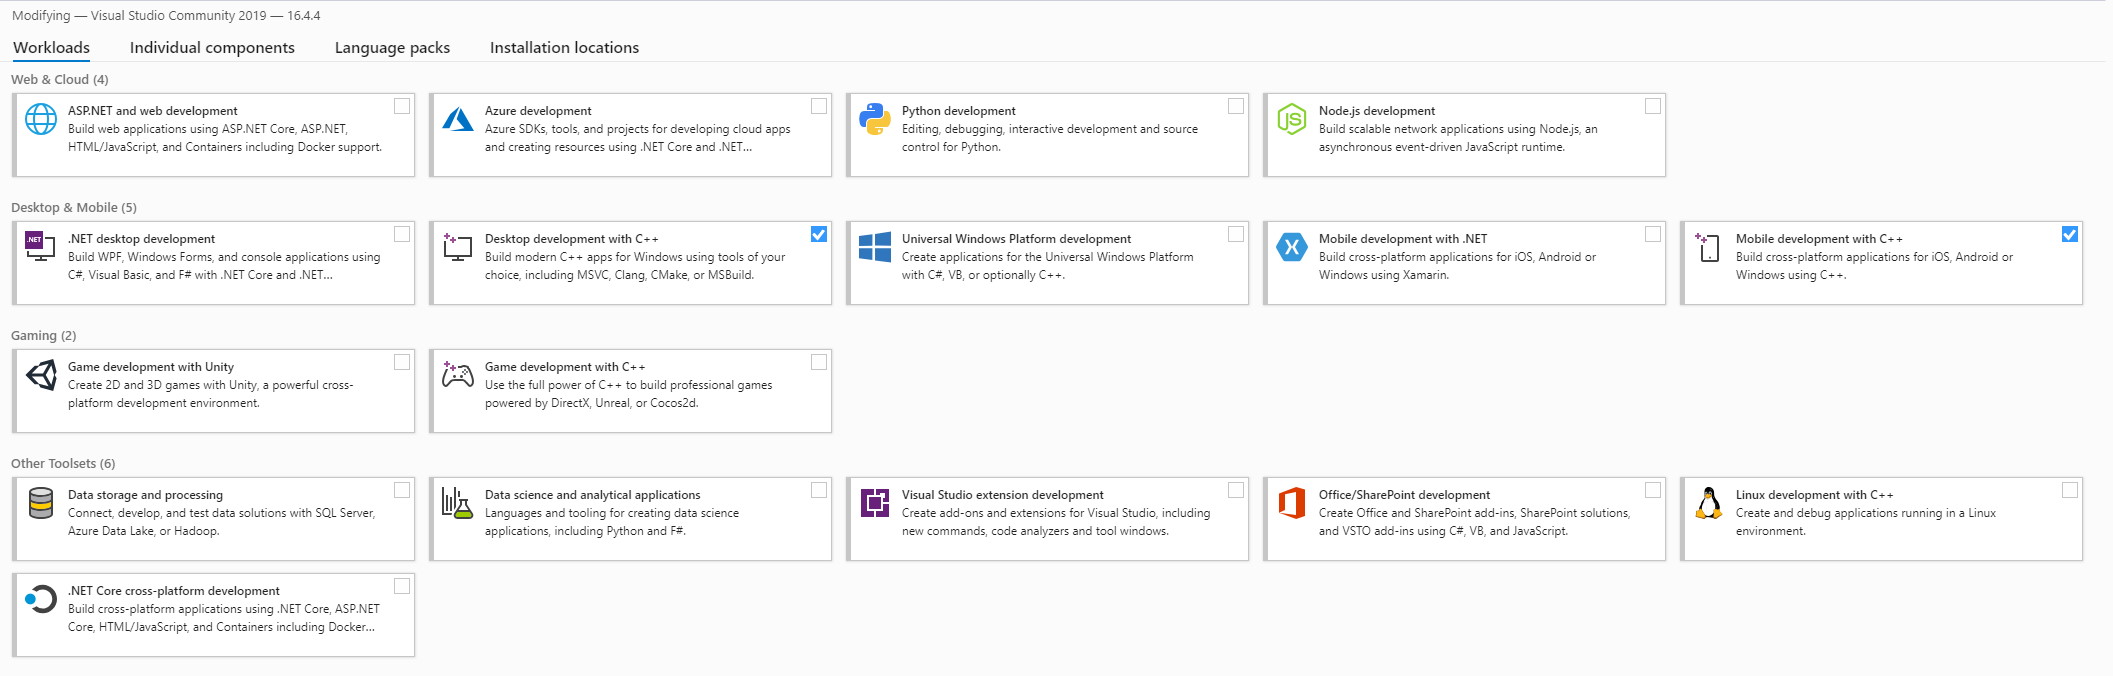 Modifying — Visual Studio Community 2019 — 16.4.4
Workloads Individual components Language packs Installation locations
Web & Cloud (4)
ASP.NET and web development
Build web applications using ASP.NET Core, ASP.NET,
HTML/JavaScript, and Containers including Docker support.
Azure development
Azure SDKs, tools, and projects for developing cloud apps
and creating resources using .NET Core and .NET...
Python development
Editing, debugging, interactive development and source
control for Python.
JS
Node.js development
Build scalable network applications using Node.js, an
asynchronous event-driven JavaScript runtime.
Desktop & Mobile (5)
.NET
.NET desktop development
Build WPF, Windows Forms, and console applications using
C#, Visual Basic, and F# with .NET Core and .NET...
Desktop development with C++
Build modern C++ apps for Windows using tools of your
choice, including MSVC, Clang, CMake, or MSBuild.
Universal Windows Platform development
Create applications for the Universal Windows Platform
with C#, VB, or optionally C++.
Mobile development with .NET
Build cross-platform applications for iOS, Android or
Windows using Xamarin.
Mobile development with C++
Build cross-platform applications for iOS, Android or
Windows using C++.
Gaming (2)
Game development with Unity
Create 2D and 3D games with Unity, a powerful cross-
platform development environment.
Game development with C++
Use the full power of C++ to build professional games
powered by DirectX, Unreal, or Cocos2d.
Other Toolsets (6)
Data storage and processing
Connect, develop, and test data solutions with SQL Server,
Azure Data Lake, or Hadoop.
Data science and analytical applications
Languages and tooling for creating data science
applications, including Python and F#.
Visual Studio extension development
Create add-ons and extensions for Visual Studio, including
new commands, code analyzers and tool windows.
Office/SharePoint development
Create Office and SharePoint add-ins, SharePoint solutions,
and VSTO add-ins using C#, VB, and JavaScript.
Linux development with C++
Create and debug applications running in a Linux
environment.
.NET Core cross-platform development
Build cross-platform applications using .NET Core, ASP.NET
Core, HTML/JavaScript, and Containers including Docker...